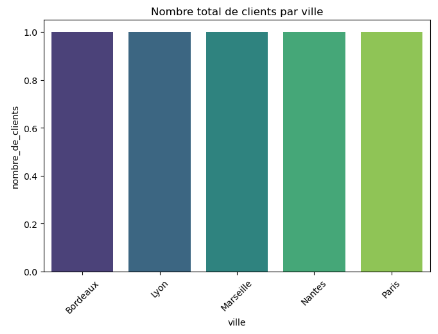 Nombre total de clients par ville
nombre_de_clients
1.0
0.8
0.6
0.4
0.2
0.0
Bordeaux
Lyon
Marseille
Nantes
Paris
ville